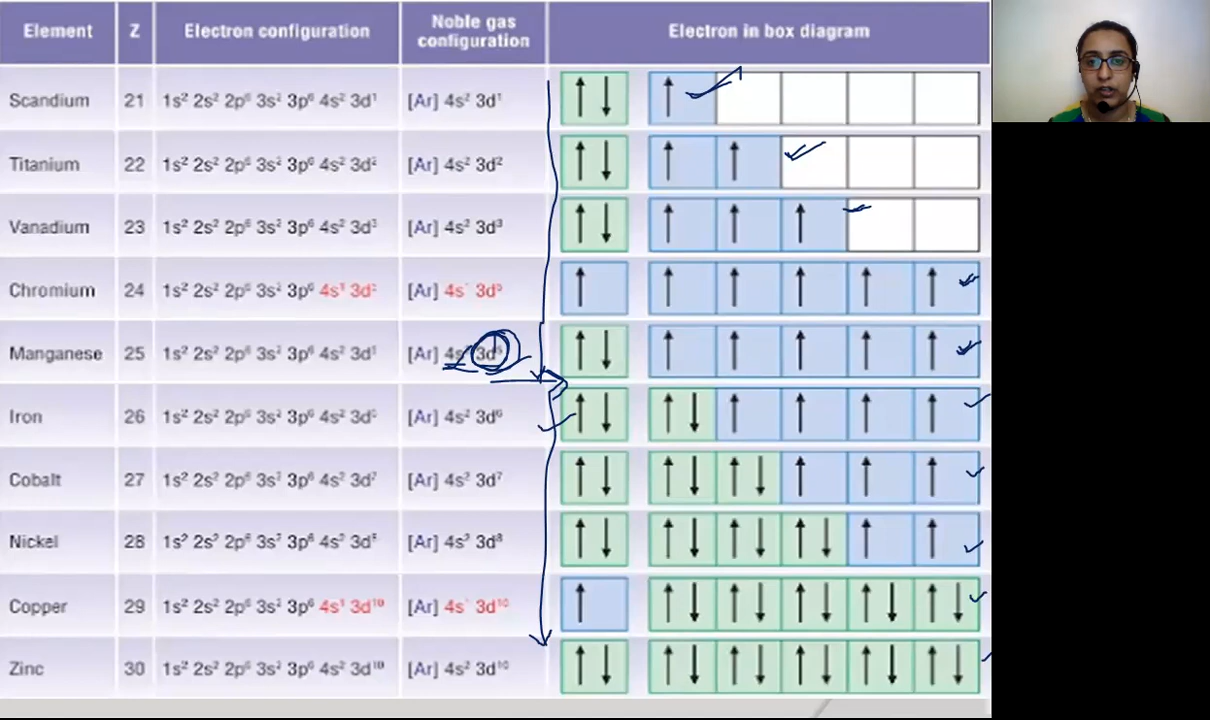 Element Z Electron configuration Noble gas configuration Electron in box diagram
Scandium 21 1s² 2s² 2p⁶ 3s² 3p⁶ 4s² 3d¹ [Ar] 4s² 3d¹
Titanium 22 1s² 2s² 2p⁶ 3s² 3p⁶ 4s² 3d² [Ar] 4s² 3d²
Vanadium 23 1s² 2s² 2p⁶ 3s² 3p⁶ 4s² 3d³ [Ar] 4s² 3d³
Chromium 24 1s² 2s² 2p⁶ 3s² 3p⁶ 4s¹ [Ar] 3d⁵
Manganese 25 1s² 2s² 2p⁶ 3s² 3p⁶ 4s² [Ar] 3d⁵
Iron 26 1s² 2s² 2p⁶ 3s² 3p⁶ 4s² 3d⁶ [Ar] 4s² 3d⁶
Cobalt 27 1s² 2s² 2p⁶ 3s² 3p⁶ 4s² 3d⁷ [Ar] 4s² 3d⁷
Nickel 28 1s² 2s² 2p⁶ 3s² 3p⁶ 4s² 3d⁸ [Ar] 4s² 3d⁸
Copper 29 1s² 2s² 2p⁶ 3s² 3p⁶ 4s¹ 3d¹⁰ [Ar] 3d¹⁰
Zinc 30 1s² 2s² 2p⁶ 3s² 3p⁶ 4s² 3d¹⁰ [Ar] 4s² 3d¹⁰